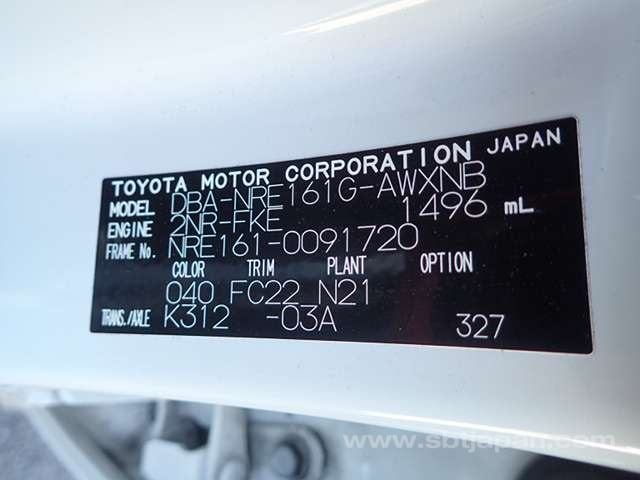 TOYOTA MOTOR CORPORATION JAPAN
MODEL DBA-NRE161G-AWXNB
ENGINE 2NR-FKE 1496 mL
FRAME No. NRE161-0091720
COLOR TRIM PLANT OPTION
040 FC22 N21
TRANS./AXLE K312 -03A 327
www.sbtjapan.com